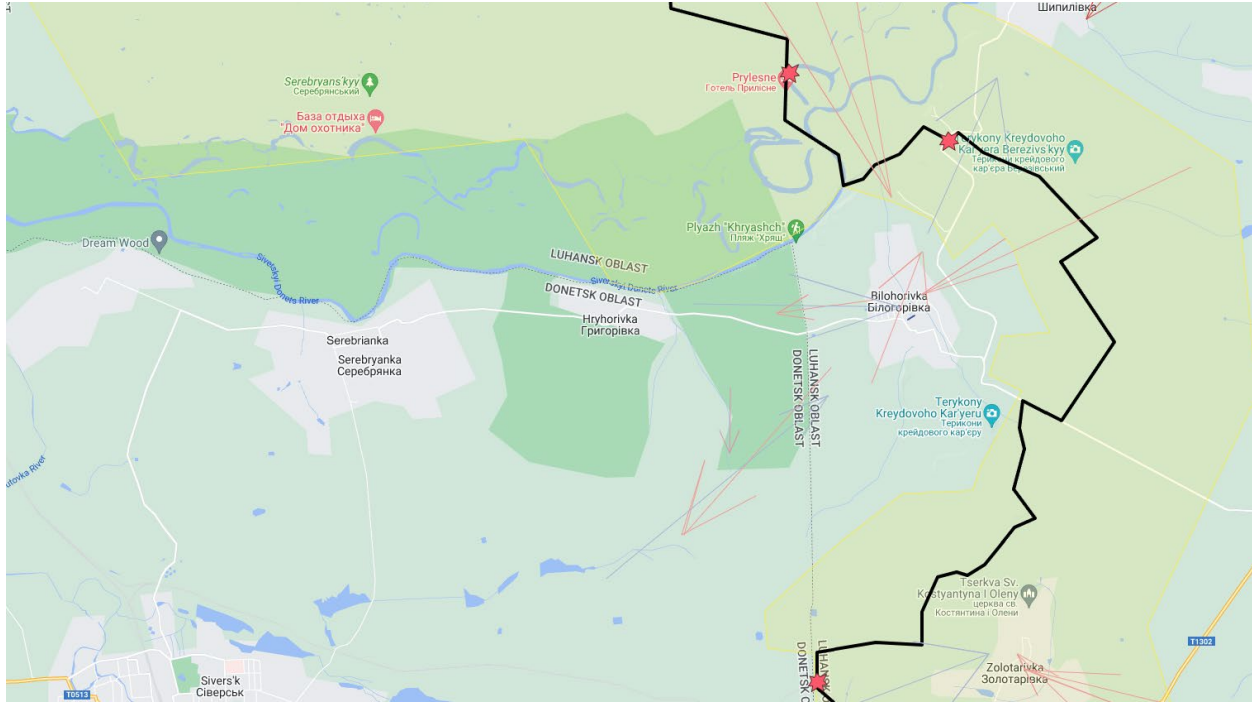 Шипилівка
Prylesne
Готель Прилісне
Serebryans'kyy
Серебрянський
База отдыха
"Дом охотника"
Terykony Kreydovoho
Kar'yera Berezivs'kyy
Терикони крейдового
кар'єра Березівський
Plyazh "Khryashch"
Пляж "Хрящ"
Dream Wood
Siverskyi Donets River
LUHANSK OBLAST
Siverskyi Donets River
DONETSK OBLAST
Bilohorivka
Білогорівка
Hryhorivka
Григорівка
Serebrianka
Serebryanka
Серебрянка
LUHANSK OBLAST
DONETSK OBLAST
Terykony
Kreydovoho Kar'yeru
Терикони
крейдового кар'єру
utovka River
Tserkva Sv.
Kostyantyna I Oleny
церква св.
Костянтина і Олени
T1302
LUHANSK O
DONETSK O
Zolotarivka
Золотарівка
Sivers'k
Сіверськ
T0513